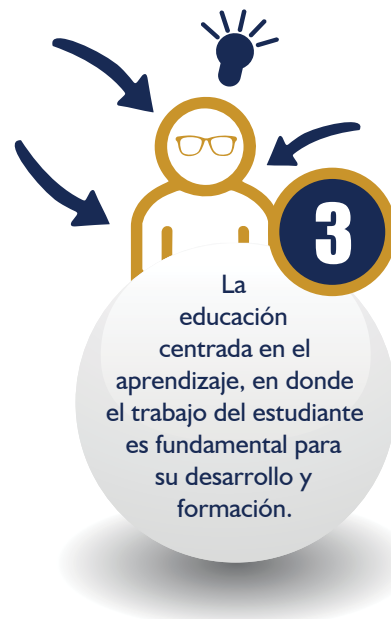 3
La
educación
centrada en el
aprendizaje, en donde
el trabajo del estudiante
es fundamental para
su desarrollo y
formación.